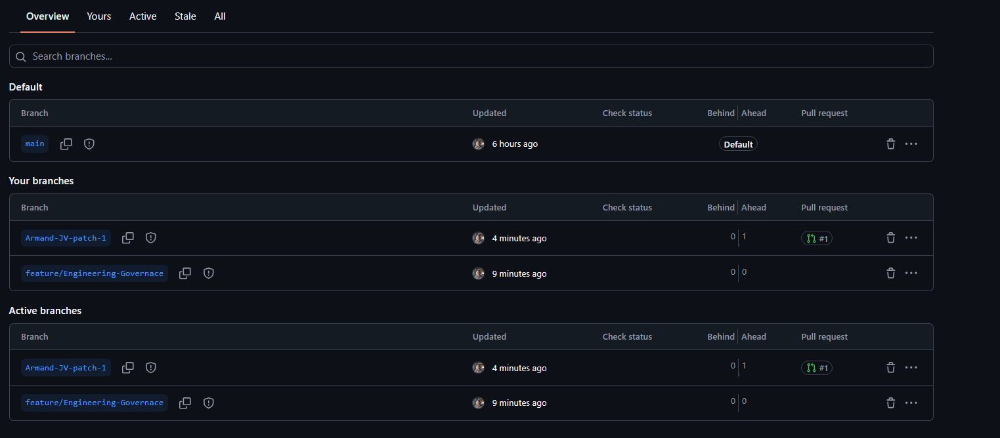 Overview Yours Active Stale All
Search branches...
Default
Branch Updated Check status Behind Ahead Pull request
main 6 hours ago Default
Your branches
Branch Updated Check status Behind Ahead Pull request
Armand-JV-patch-1 4 minutes ago 0 1 #1
feature/Engineering-Governace 9 minutes ago 0 0
Active branches
Branch Updated Check status Behind Ahead Pull request
Armand-JV-patch-1 4 minutes ago 0 1 #1
feature/Engineering-Governace 9 minutes ago 0 0